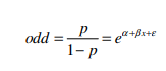 odd = p / (1 − p) = e^{α+βx+ε}